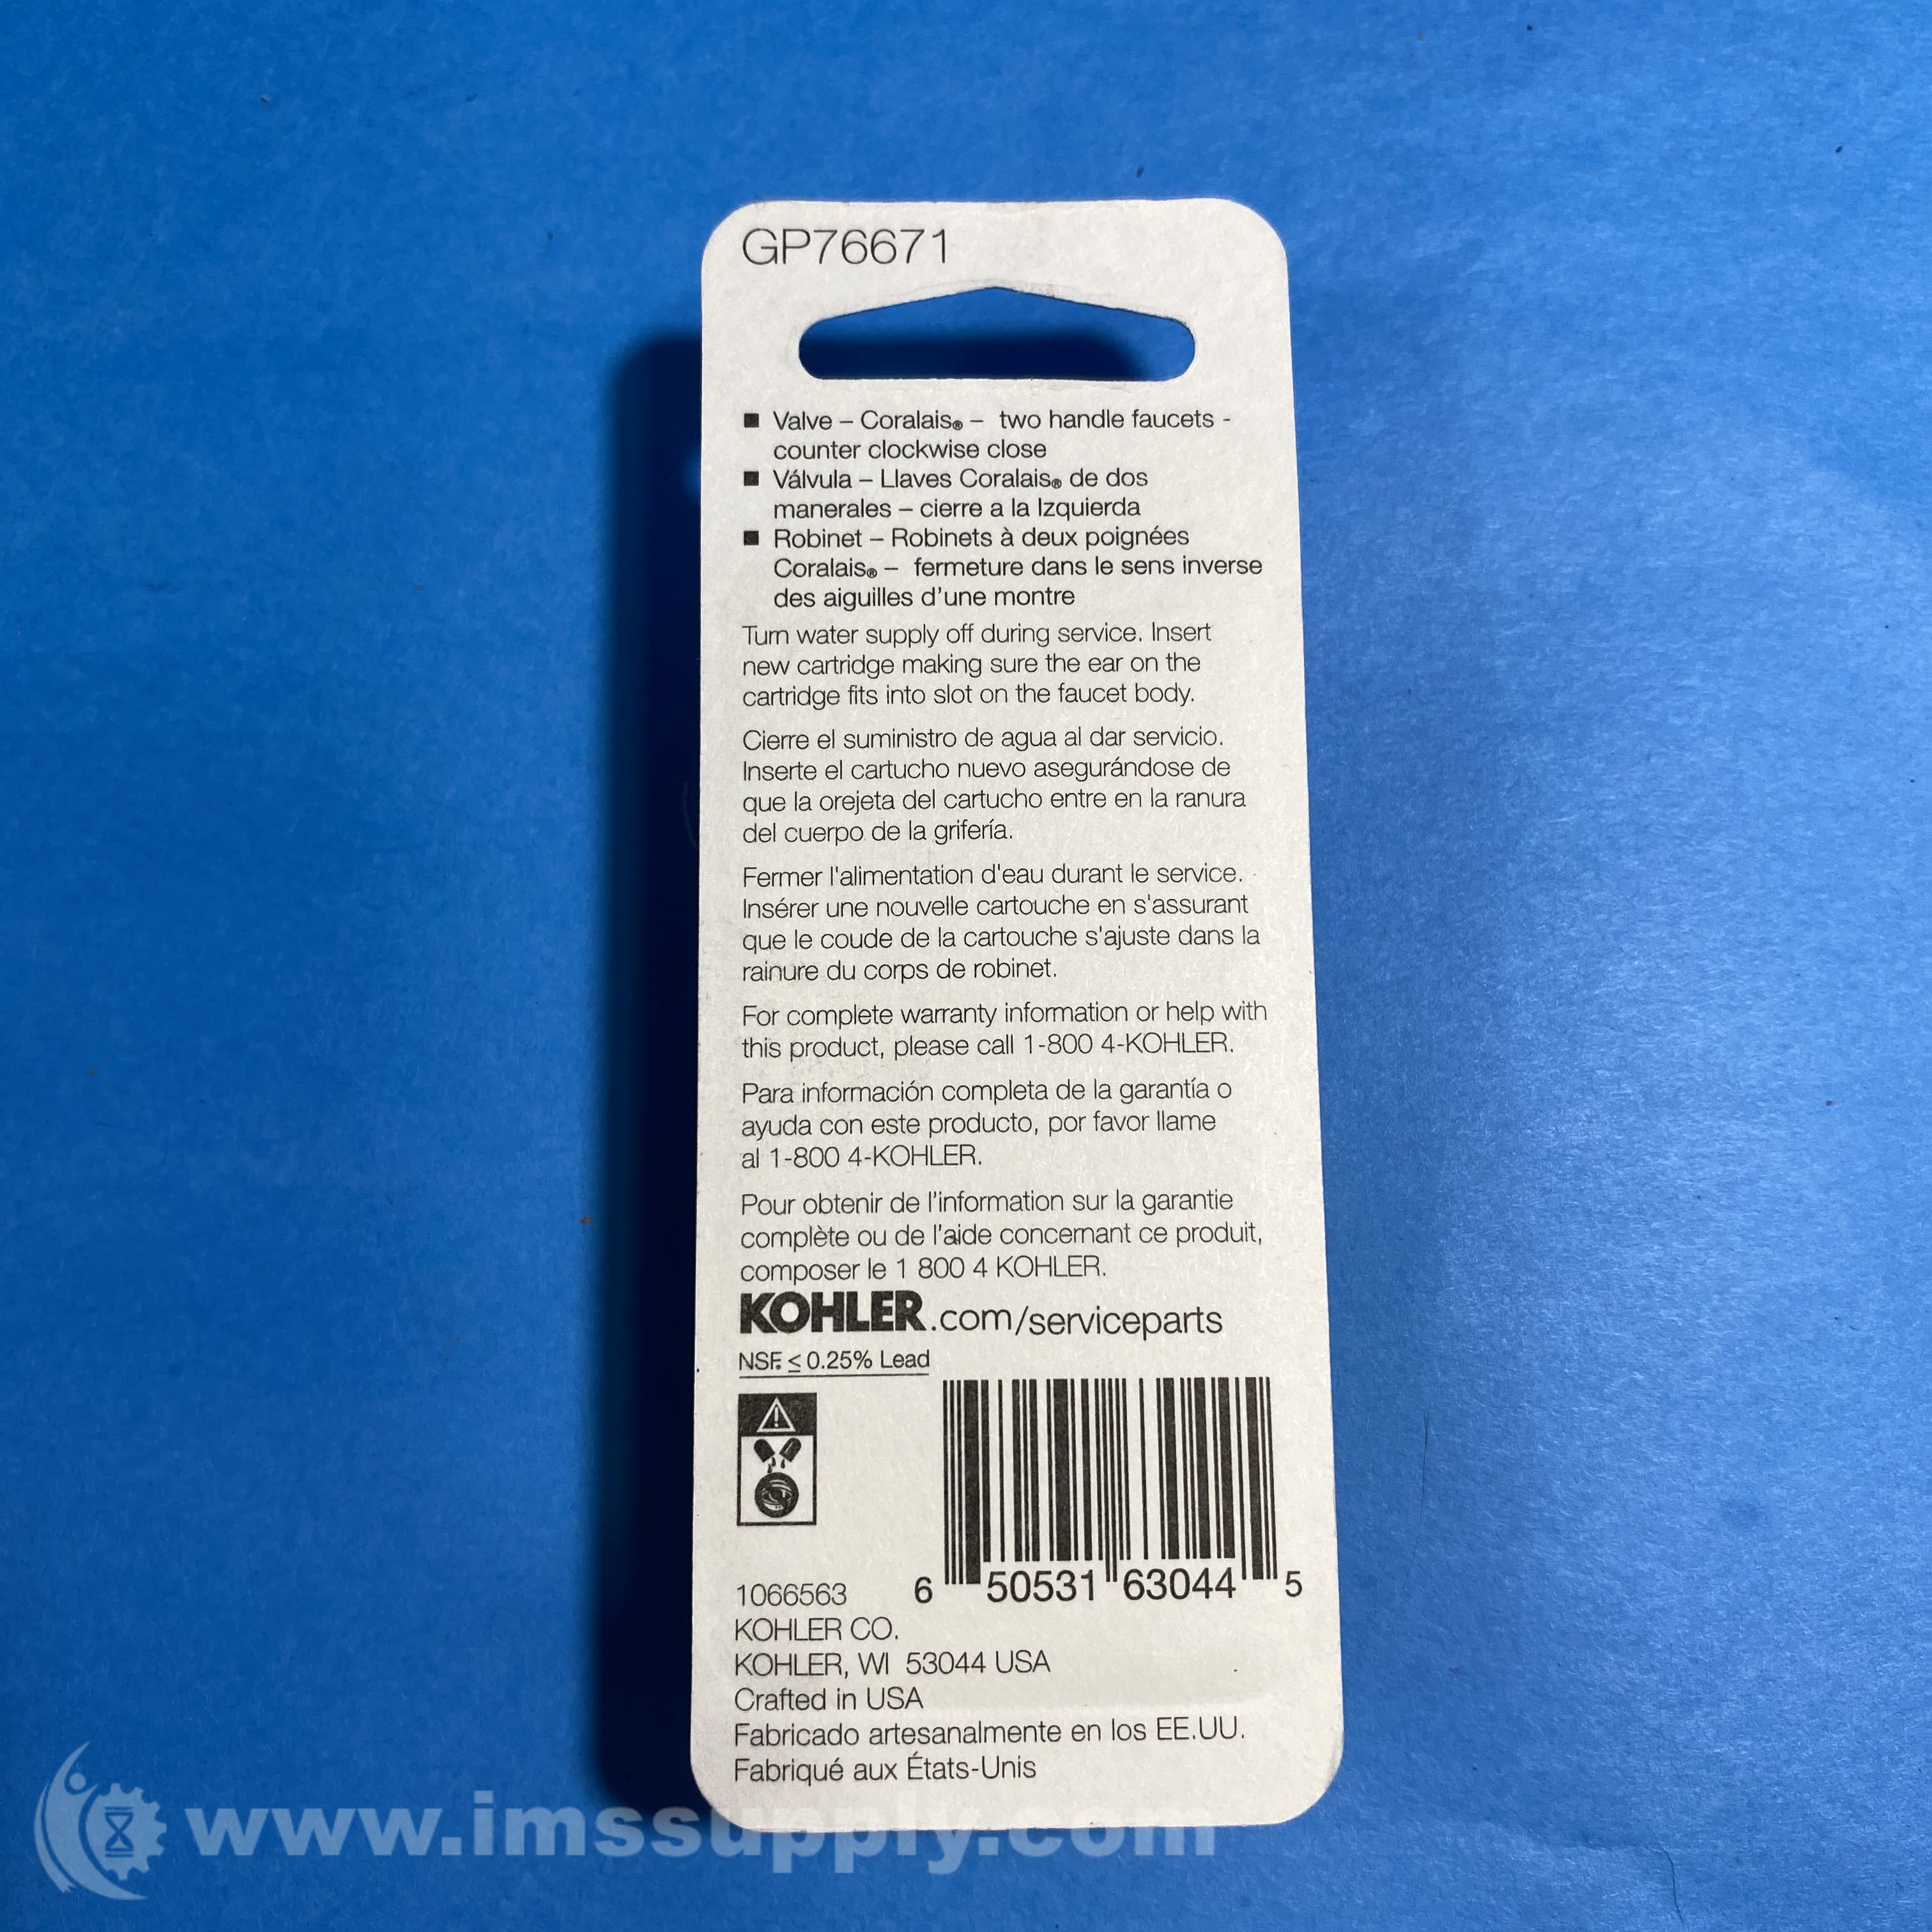 GP76671
■ Valve – Coralais® – two handle faucets -
counter clockwise close
■ Válvula – Llaves Coralais® de dos
manerales – cierre a la Izquierda
■ Robinet – Robinets à deux poignées
Coralais® – fermeture dans le sens inverse
des aiguilles d'une montre
Turn water supply off during service. Insert
new cartridge making sure the ear on the
cartridge fits into slot on the faucet body.
Cierre el suministro de agua al dar servicio.
Inserte el cartucho nuevo asegurándose de
que la orejeta del cartucho entre en la ranura
del cuerpo de la grifería.
Fermer l'alimentation d'eau durant le service.
Insérer une nouvelle cartouche en s'assurant
que le coude de la cartouche s'ajuste dans la
rainure du corps de robinet.
For complete warranty information or help with
this product, please call 1-800 4-KOHLER.
Para información completa de la garantía o
ayuda con este producto, por favor llame
al 1-800 4-KOHLER.
Pour obtenir de l'information sur la garantie
complète ou de l'aide concernant ce produit,
composer le 1 800 4 KOHLER.
KOHLER.com/serviceparts
NSF. ≤ 0.25% Lead
6 50531 63044 5
1066563
KOHLER CO.
KOHLER, WI 53044 USA
Crafted in USA
Fabricado artesanalmente en los EE.UU.
Fabriqué aux États-Unis
www.imssupply.com